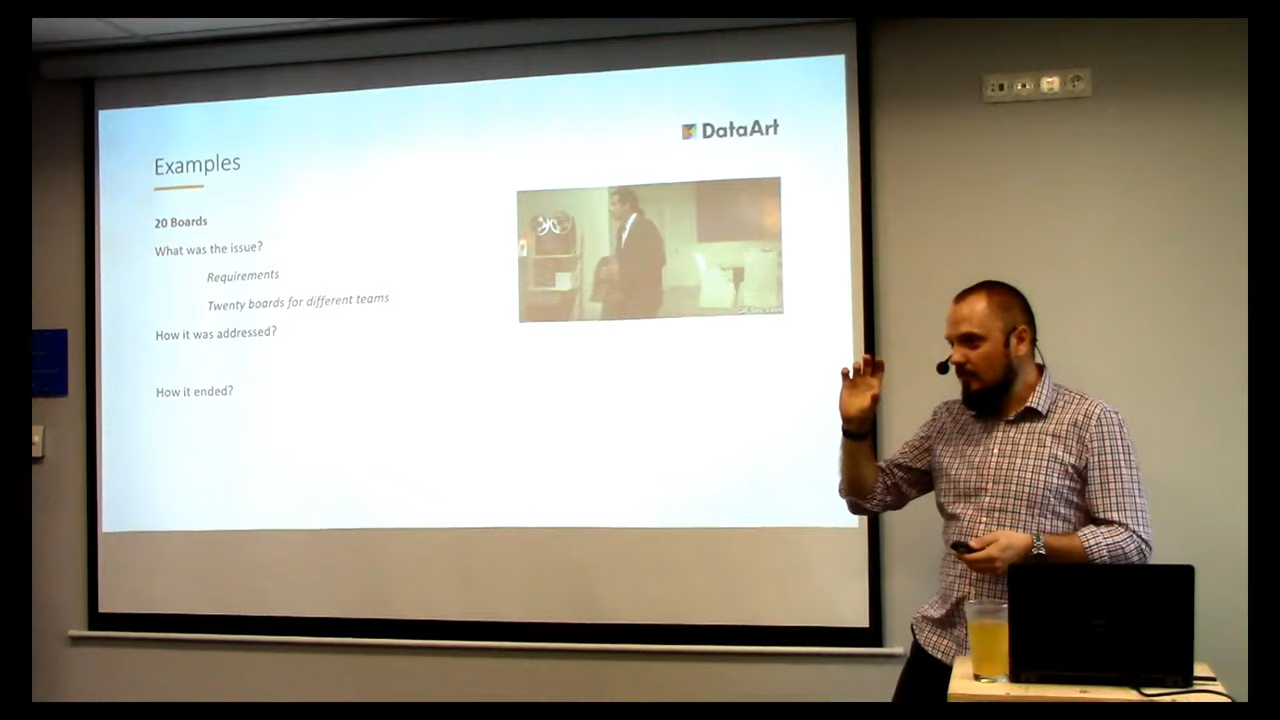 DataArt
Examples
20 Boards
What was the issue?
Requirements
Twenty boards for different teams
How it was addressed?
How it ended?